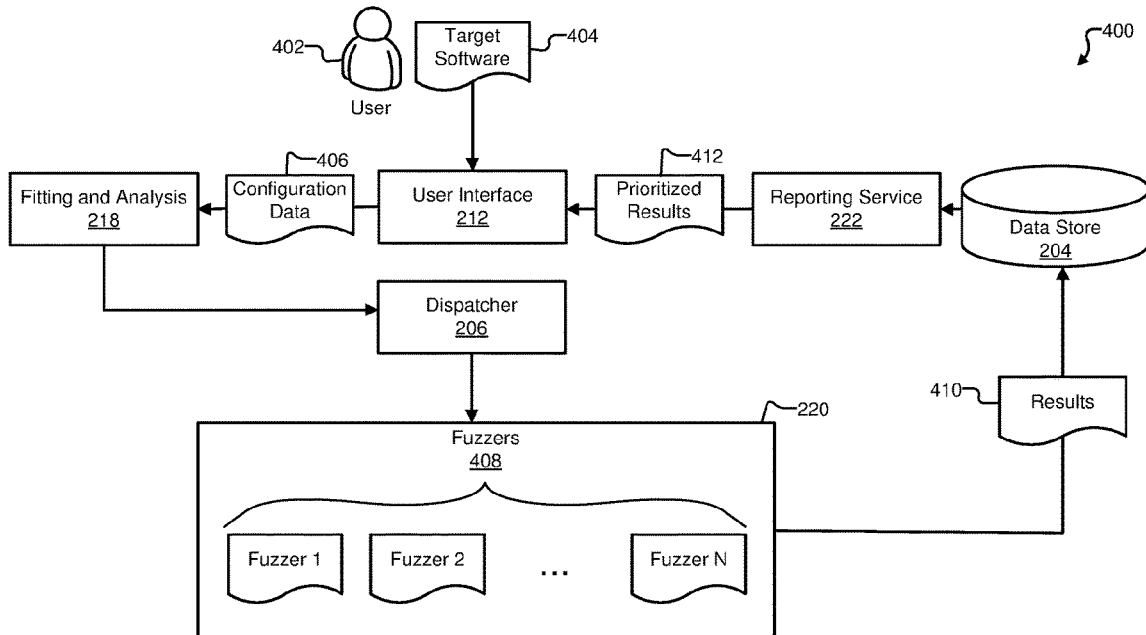 Target
Software
404
400
402
User
406
412
Fitting and Analysis
218
Configuration
Data
User Interface
212
Prioritized
Results
Reporting Service
222
Data Store
204
Dispatcher
206
410
Results
220
Fuzzers
408
Fuzzer 1
Fuzzer 2
...
Fuzzer N